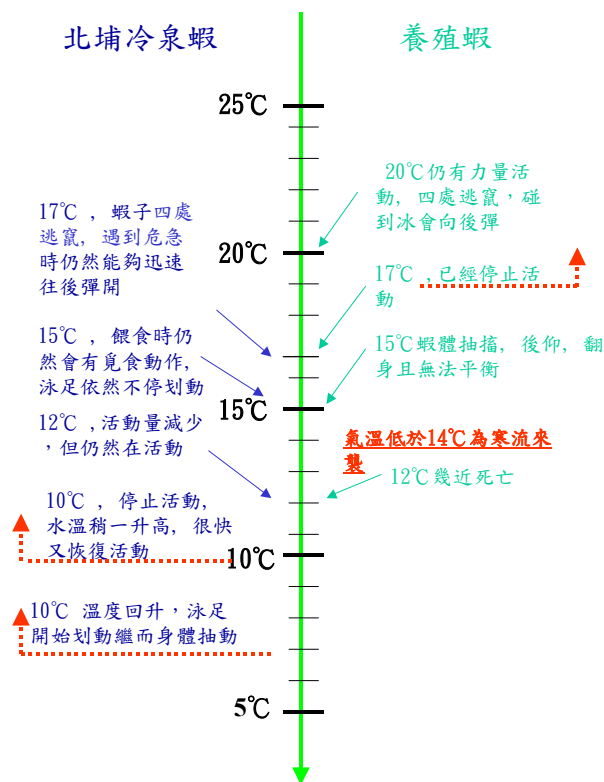 北埔冷泉蝦
養殖蝦
25℃
20℃仍有力量活
動, 四處逃竄，碰
到冰會向後彈
17℃ , 蝦子四處
逃竄, 遇到危急
時仍然能夠迅速
往後彈開
20℃
17℃ , 已經停止活
動
15℃ , 餵食時仍
然會有覓食動作,
泳足依然不停划動
15℃蝦體抽搐, 後仰, 翻
身且無法平衡
15℃
12℃ , 活動量減少
，但仍然在活動
氣溫低於14℃為寒流來
襲
12℃幾近死亡
10℃ , 停止活動,
水溫稍一升高, 很快
又恢復活動
10℃
10℃ 溫度回升，泳足
開始划動繼而身體抽動
5℃